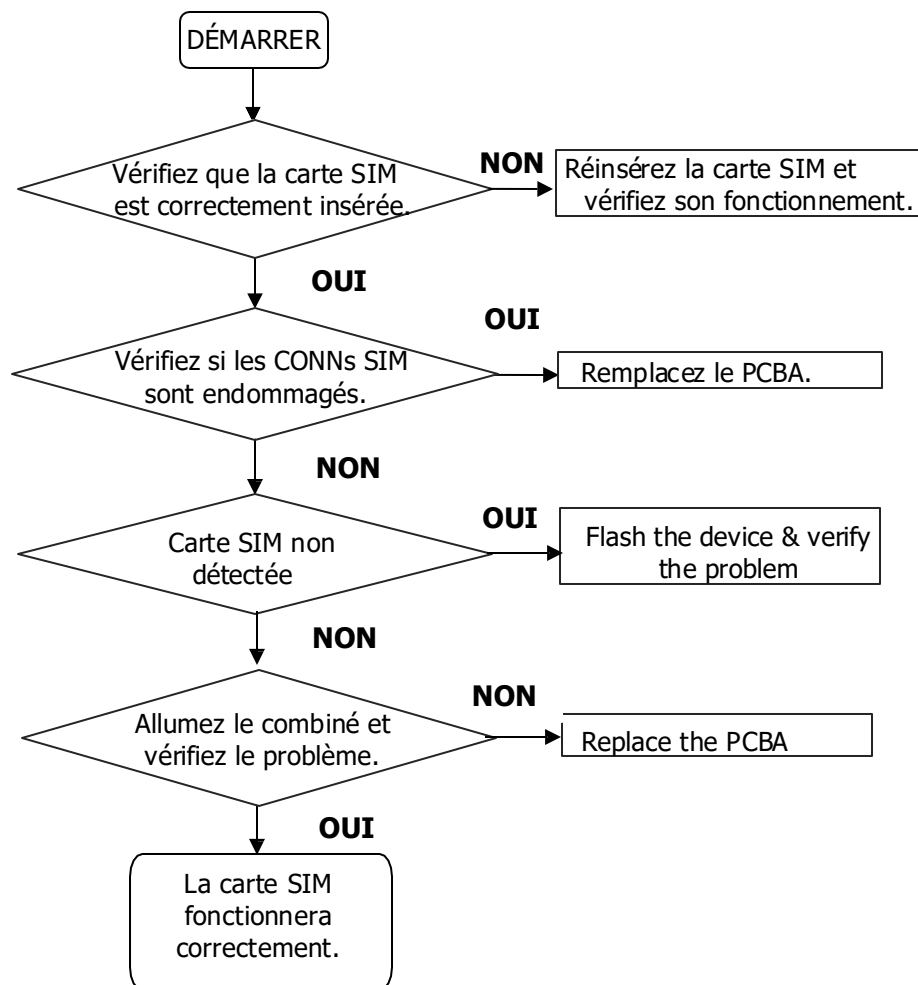 DÉMARRER
Vérifiez que la carte SIM
est correctement insérée.
NON
Réinsérez la carte SIM et
vérifiez son fonctionnement.
OUI
Vérifiez si les CONNs SIM
sont endommagés.
OUI
Remplacez le PCBA.
NON
Carte SIM non
détectée
OUI
Flash the device & verify
the problem
NON
Allumez le combiné et
vérifiez le problème.
NON
Replace the PCBA
OUI
La carte SIM
fonctionnera
correctement.